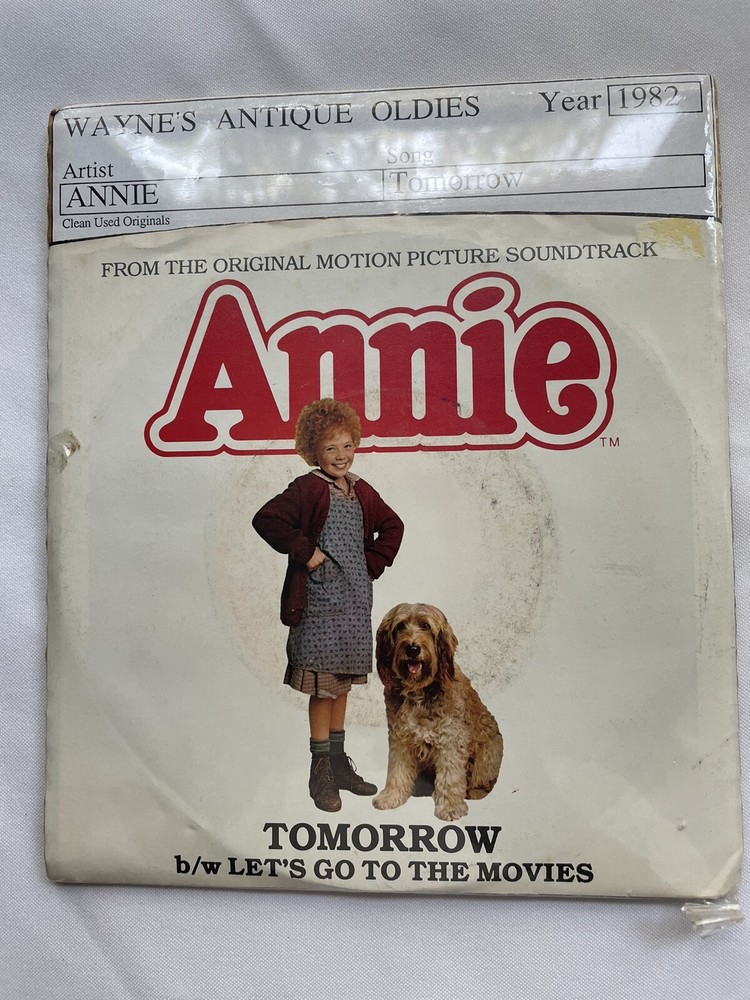 WAYNE'S ANTIQUE OLDIES Year 1982
Artist Song
ANNIE Tomorrow
Clean Used Originals
FROM THE ORIGINAL MOTION PICTURE SOUNDTRACK
Annie TM
TOMORROW
b/w LET'S GO TO THE MOVIES